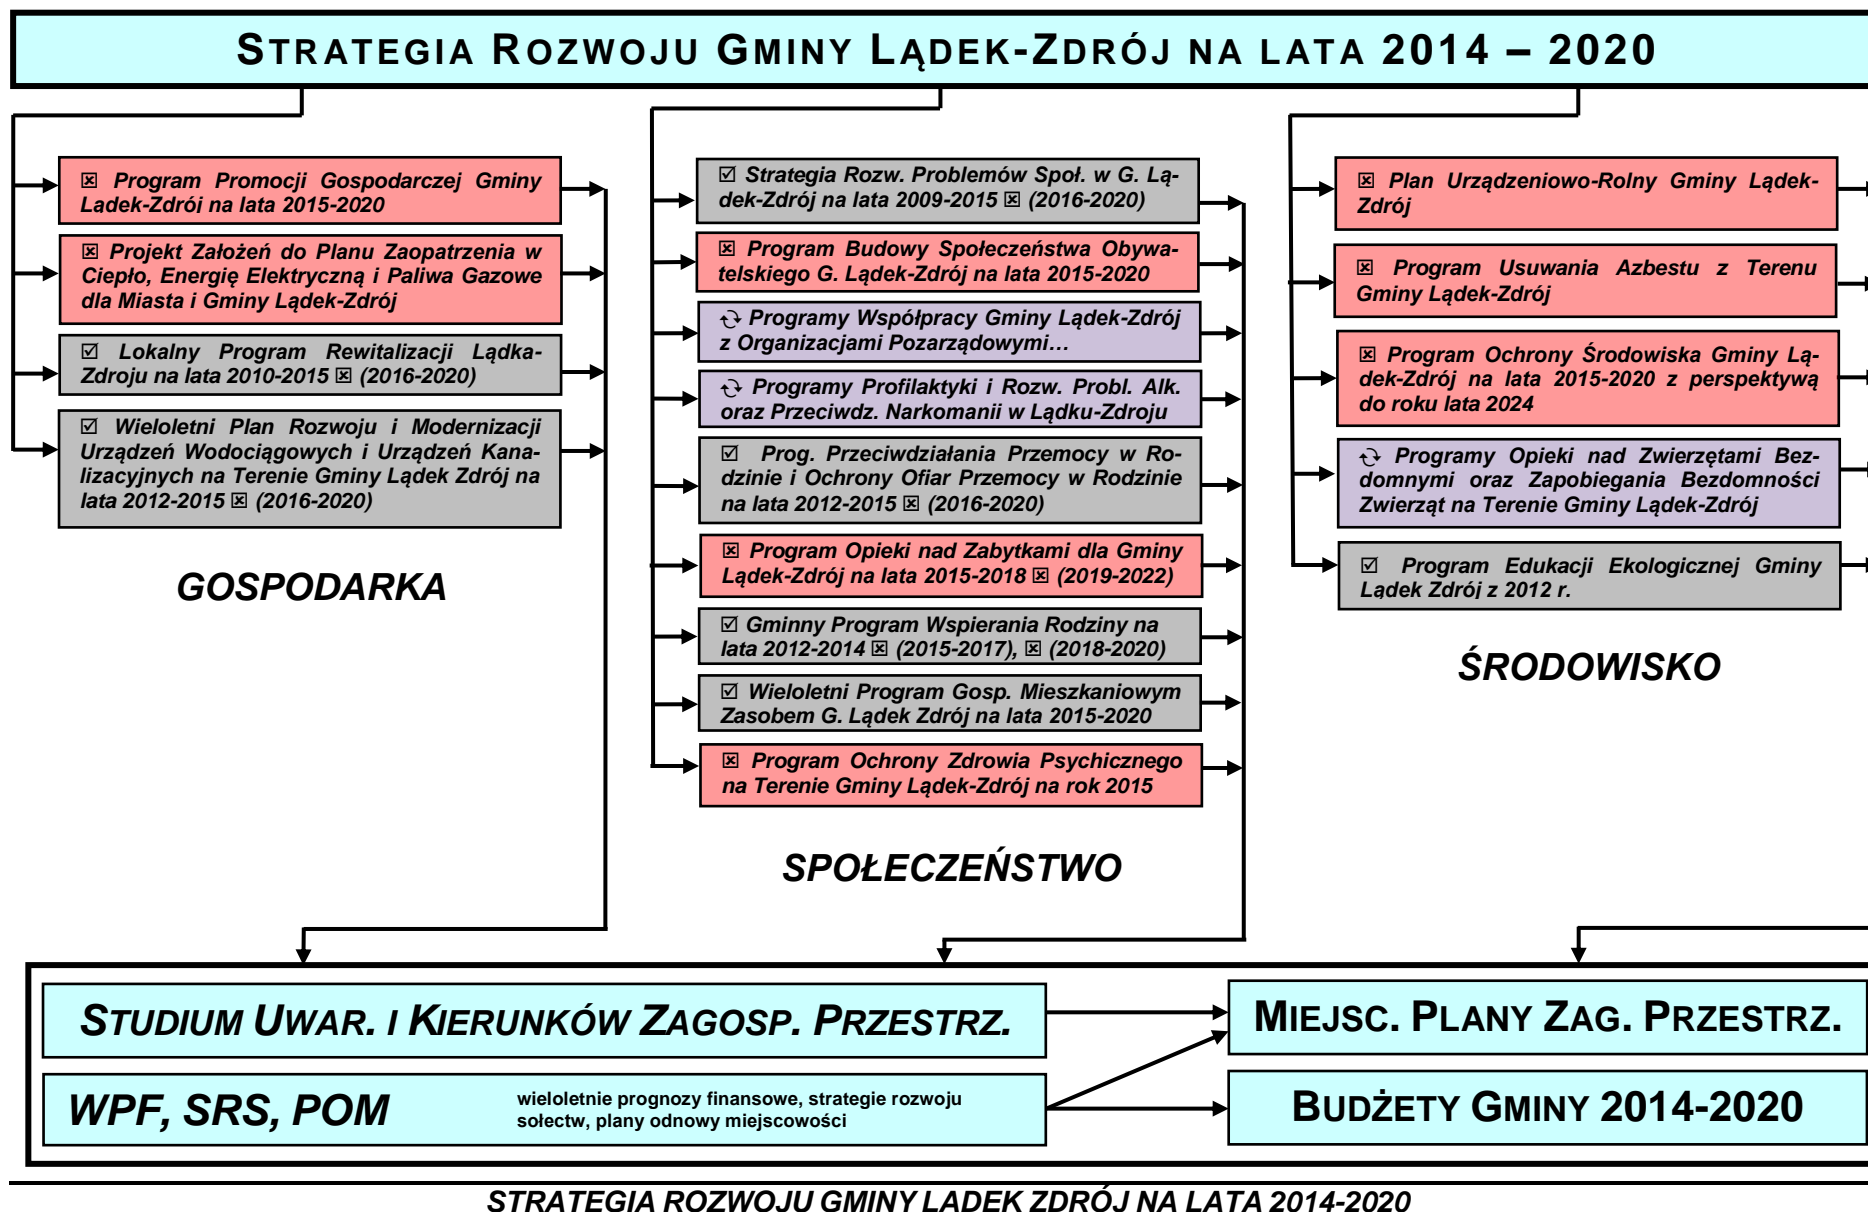 STRATEGIA ROZWOJU GMINY LĄDEK-ZDRÓJ NA LATA 2014 – 2020
☒ Program Promocji Gospodarczej Gminy
Lądek-Zdrój na lata 2015-2020
☒ Projekt Założeń do Planu Zaopatrzenia w
Ciepło, Energię Elektryczną i Paliwa Gazowe
dla Miasta i Gminy Lądek-Zdrój
☑ Lokalny Program Rewitalizacji Lądka-
Zdroju na lata 2010-2015 ☒ (2016-2020)
☑ Wieloletni Plan Rozwoju i Modernizacji
Urządzeń Wodociągowych i Urządzeń Kana-
lizacyjnych na Terenie Gminy Lądek Zdrój na
lata 2012-2015 ☒ (2016-2020)
GOSPODARKA
☑ Strategia Rozw. Problemów Społ. w G. Lą-
dek-Zdrój na lata 2009-2015 ☒ (2016-2020)
☒ Program Budowy Społeczeństwa Obywa-
telskiego G. Lądek-Zdrój na lata 2015-2020
Programy Współpracy Gminy Lądek-Zdrój
z Organizacjami Pozarządowymi…
Programy Profilaktyki i Rozw. Probl. Alk.
oraz Przeciwdz. Narkomanii w Lądku-Zdroju
☑ Prog. Przeciwdziałania Przemocy w Ro-
dzinie i Ochrony Ofiar Przemocy w Rodzinie
na lata 2012-2015 ☒ (2016-2020)
☒ Program Opieki nad Zabytkami dla Gminy
Lądek-Zdrój na lata 2015-2018 ☒ (2019-2022)
☑ Gminny Program Wspierania Rodziny na
lata 2012-2014 ☒ (2015-2017), ☒ (2018-2020)
☑ Wieloletni Program Gosp. Mieszkaniowym
Zasobem G. Lądek Zdrój na lata 2015-2020
☒ Program Ochrony Zdrowia Psychicznego
na Terenie Gminy Lądek-Zdrój na rok 2015
SPOŁECZEŃSTWO
☒ Plan Urządzeniowo-Rolny Gminy Lądek-
Zdrój
☒ Program Usuwania Azbestu z Terenu
Gminy Lądek-Zdrój
☒ Program Ochrony Środowiska Gminy Lą-
dek-Zdrój na lata 2015-2020 z perspektywą
do roku lata 2024
Programy Opieki nad Zwierzętami Bez-
domnymi oraz Zapobiegania Bezdomności
Zwierząt na Terenie Gminy Lądek-Zdrój
☑ Program Edukacji Ekologicznej Gminy
Lądek Zdrój z 2012 r.
ŚRODOWISKO
STUDIUM UWAR. I KIERUNKÓW ZAGOSP. PRZESTRZ.
MIEJSC. PLANY ZAG. PRZESTRZ.
WPF, SRS, POM
wieloletnie prognozy finansowe, strategie rozwoju
sołectw, plany odnowy miejscowości
BUDŻETY GMINY 2014-2020
STRATEGIA ROZWOJU GMINY LĄDEK ZDRÓJ NA LATA 2014-2020